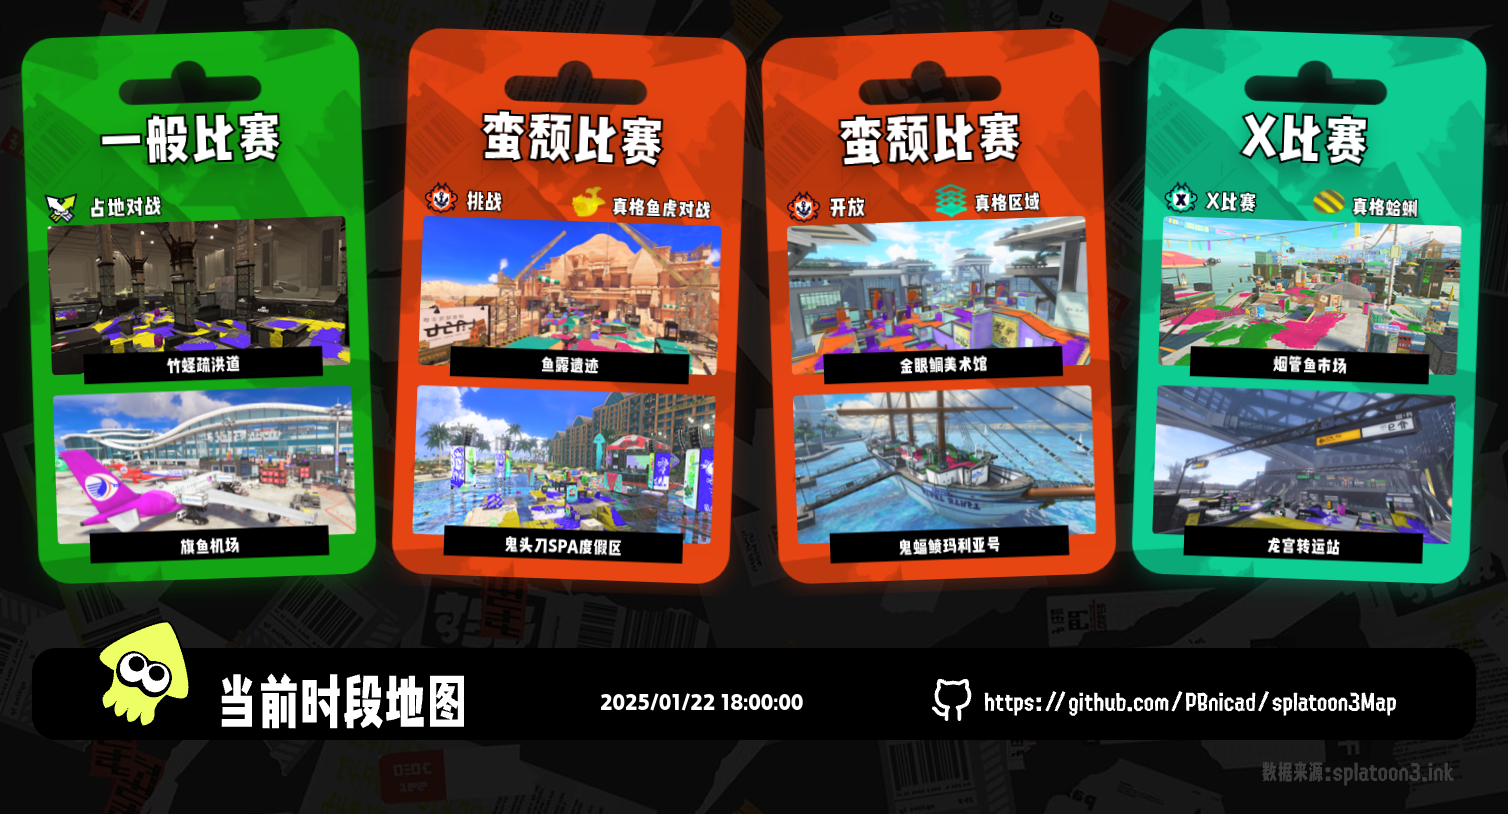 一般比赛
占地对战
竹蛏疏洪道
旗鱼机场
蛮颓比赛
挑战
真格鱼虎对战
鱼露遗迹
鬼头刀SPA度假区
蛮颓比赛
开放
真格区域
金眼鲷美术馆
鬼蝠鲼玛利亚号
X比赛
X比赛
真格蛤蜊
烟管鱼市场
龙宫转运站
当前时段地图
2025/01/22 18:00:00
https://github.com/PBnicad/splatoon3Map
数据来源:splatoon3.ink